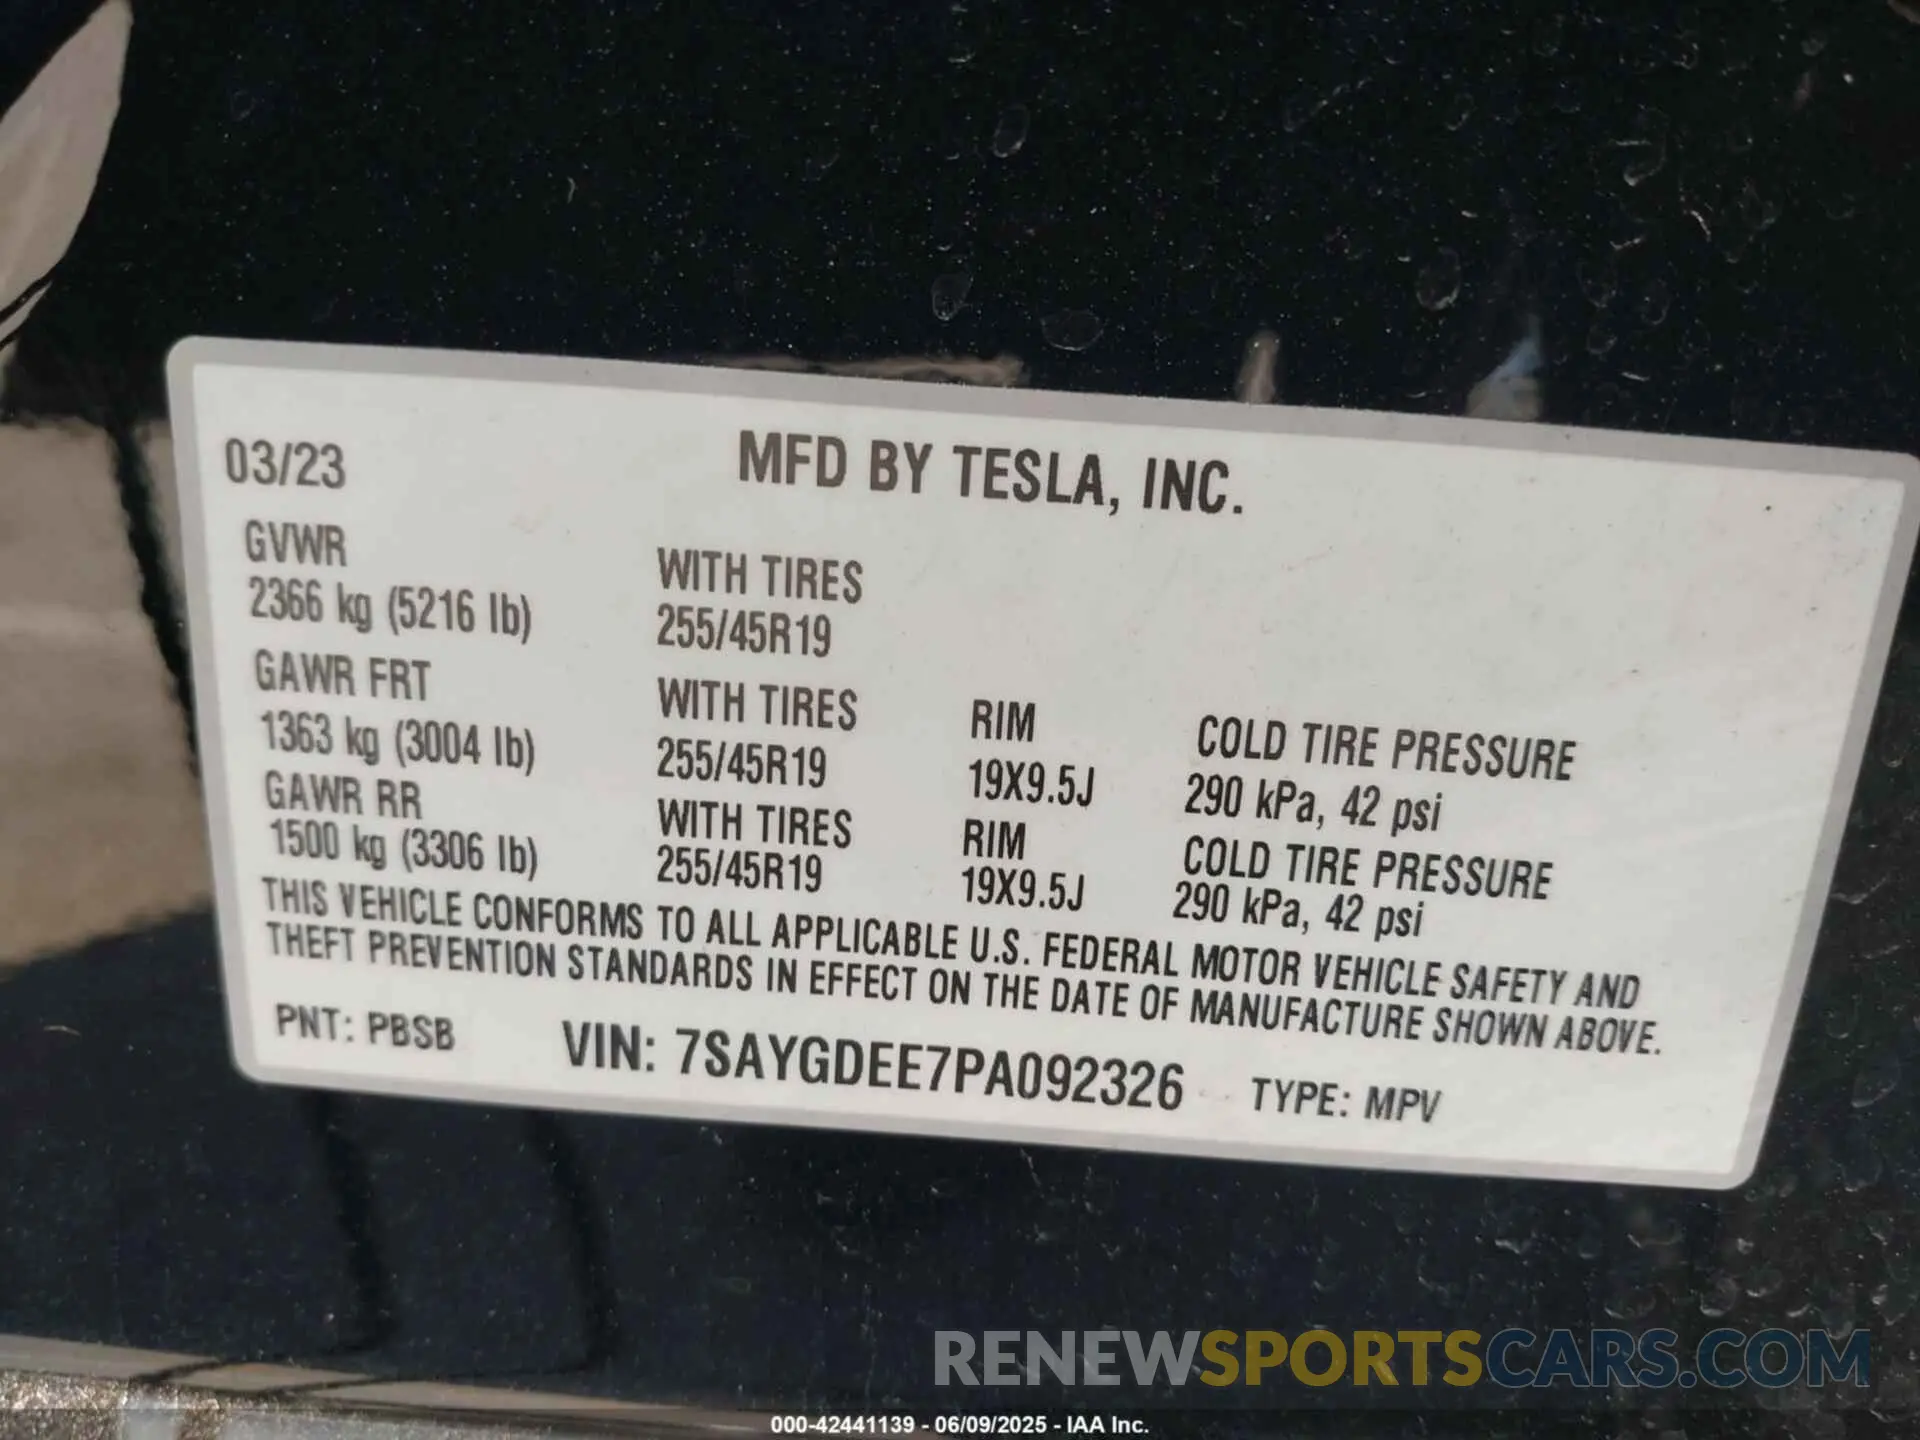 03/23 MFD BY TESLA, INC.
GVWR WITH TIRES
2366 kg (5216 lb) 255/45R19
GAWR FRT WITH TIRES RIM COLD TIRE PRESSURE
1363 kg (3004 lb) 255/45R19 19X9.5J 290 kPa, 42 psi
GAWR RR WITH TIRES RIM COLD TIRE PRESSURE
1500 kg (3306 lb) 255/45R19 19X9.5J 290 kPa, 42 psi
THIS VEHICLE CONFORMS TO ALL APPLICABLE U.S. FEDERAL MOTOR VEHICLE SAFETY AND
THEFT PREVENTION STANDARDS IN EFFECT ON THE DATE OF MANUFACTURE SHOWN ABOVE.
PNT: PBSB VIN: 7SAYGDEE7PA092326 TYPE: MPV
RENEWSPORTSCARS.COM
000-42441139 - 06/09/2025 - IAA Inc.